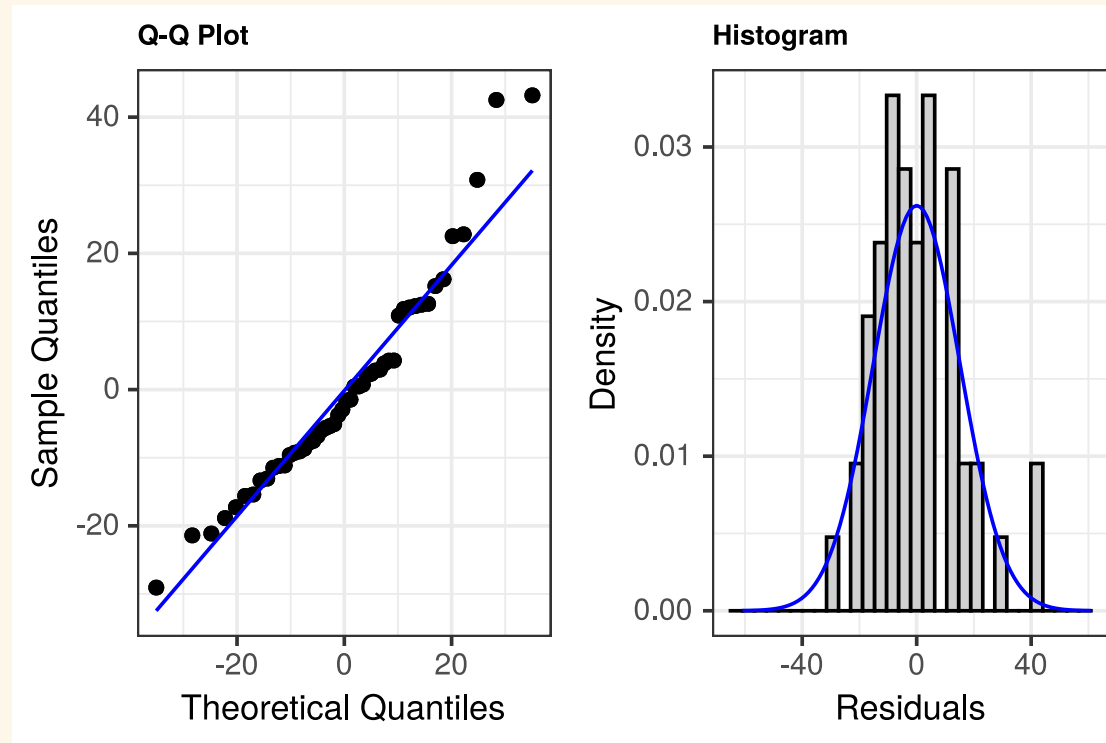 Q-Q Plot
40
20
0
-20
-20 0 20
Sample Quantiles
Theoretical Quantiles
Histogram
0.03
0.02
0.01
0.00
-40 0 40
Density
Residuals